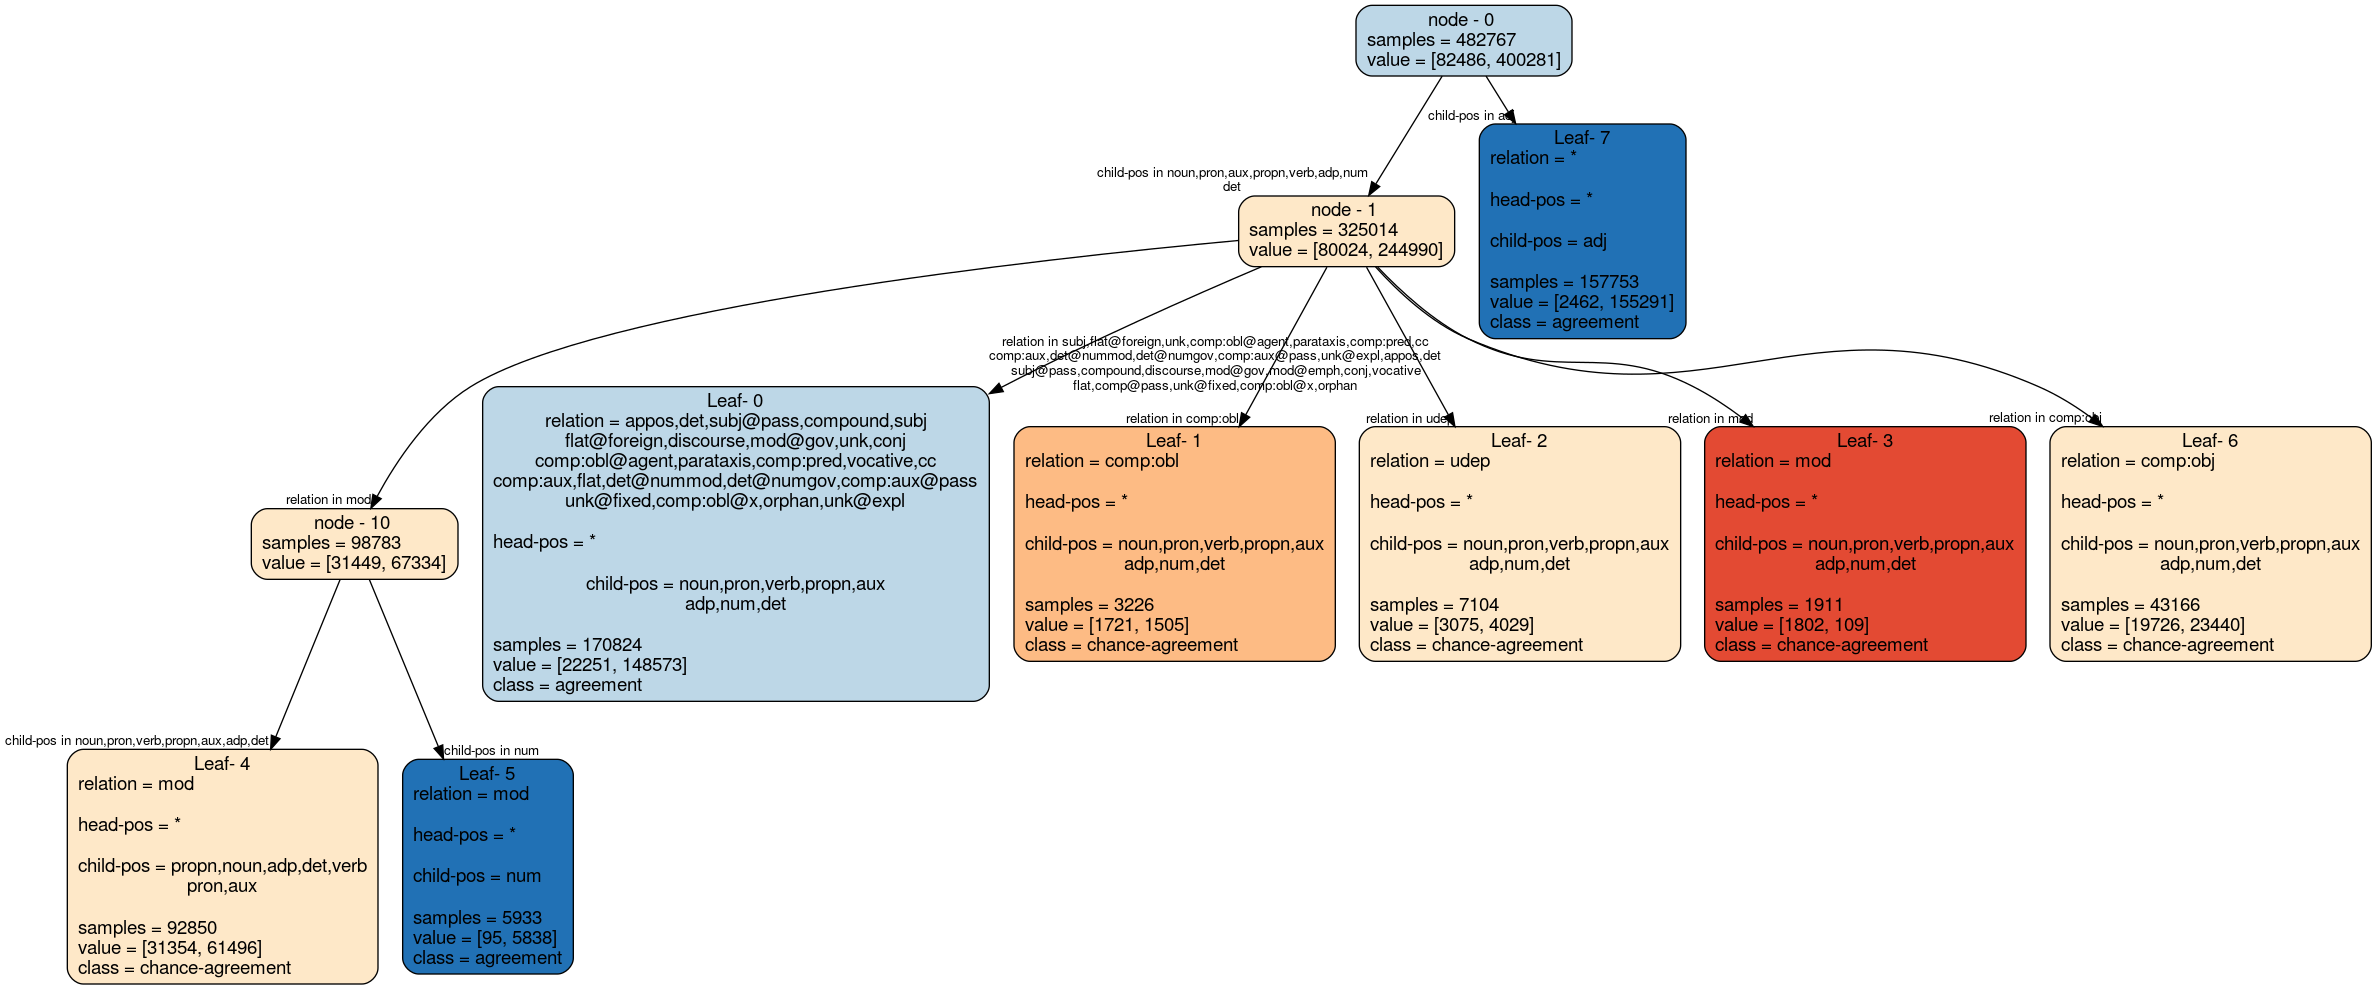 node - 0
samples = 482767
value = [82486, 400281]
child-pos in
Leaf- 7
relation = *
head-pos = *
child-pos = adj
samples = 157753
value = [2462, 155291]
class = agreement
child-pos in noun,pron,aux,propn,verb,adp,num
det
node - 1
samples = 325014
value = [80024, 244990]
relation in mod
node - 10
samples = 98783
value = [31449, 67334]
relation in subj,flat@foreign,unk,comp:obl@agent,parataxis,comp:pred,cc
comp:aux,det@nummod,det@numgov,comp:aux@pass,unk@expl,appos,det
subj@pass,compound,discourse,mod@gov,mod@emph,conj,vocative
flat,comp@pass,unk@fixed,comp:obl@x,orphan
Leaf- 0
relation = appos,det,subj@pass,compound,subj
flat@foreign,discourse,mod@gov,unk,conj
comp:obl@agent,parataxis,comp:pred,vocative,cc
comp:aux,flat,det@nummod,det@numgov,comp:aux@pass
unk@fixed,comp:obl@x,orphan,unk@expl
head-pos = *
child-pos = noun,pron,verb,propn,aux
adp,num,det
samples = 170824
value = [22251, 148573]
class = agreement
relation in comp:obl
Leaf- 1
relation = comp:obl
head-pos = *
child-pos = noun,pron,verb,propn,aux
adp,num,det
samples = 3226
value = [1721, 1505]
class = chance-agreement
relation in udep
Leaf- 2
relation = udep
head-pos = *
child-pos = noun,pron,verb,propn,aux
adp,num,det
samples = 7104
value = [3075, 4029]
class = chance-agreement
relation in mod
Leaf- 3
relation = mod
head-pos = *
child-pos = noun,pron,verb,propn,aux
adp,num,det
samples = 1911
value = [1802, 109]
class = chance-agreement
relation in comp:obj
Leaf- 6
relation = comp:obj
head-pos = *
child-pos = noun,pron,verb,propn,aux
adp,num,det
samples = 43166
value = [19726, 23440]
class = chance-agreement
child-pos in noun,pron,verb,propn,aux,adp,det
Leaf- 4
relation = mod
head-pos = *
child-pos = propn,noun,adp,det,verb
pron,aux
samples = 92850
value = [31354, 61496]
class = chance-agreement
child-pos in num
Leaf- 5
relation = mod
head-pos = *
child-pos = num
samples = 5933
value = [95, 5838]
class = agreement